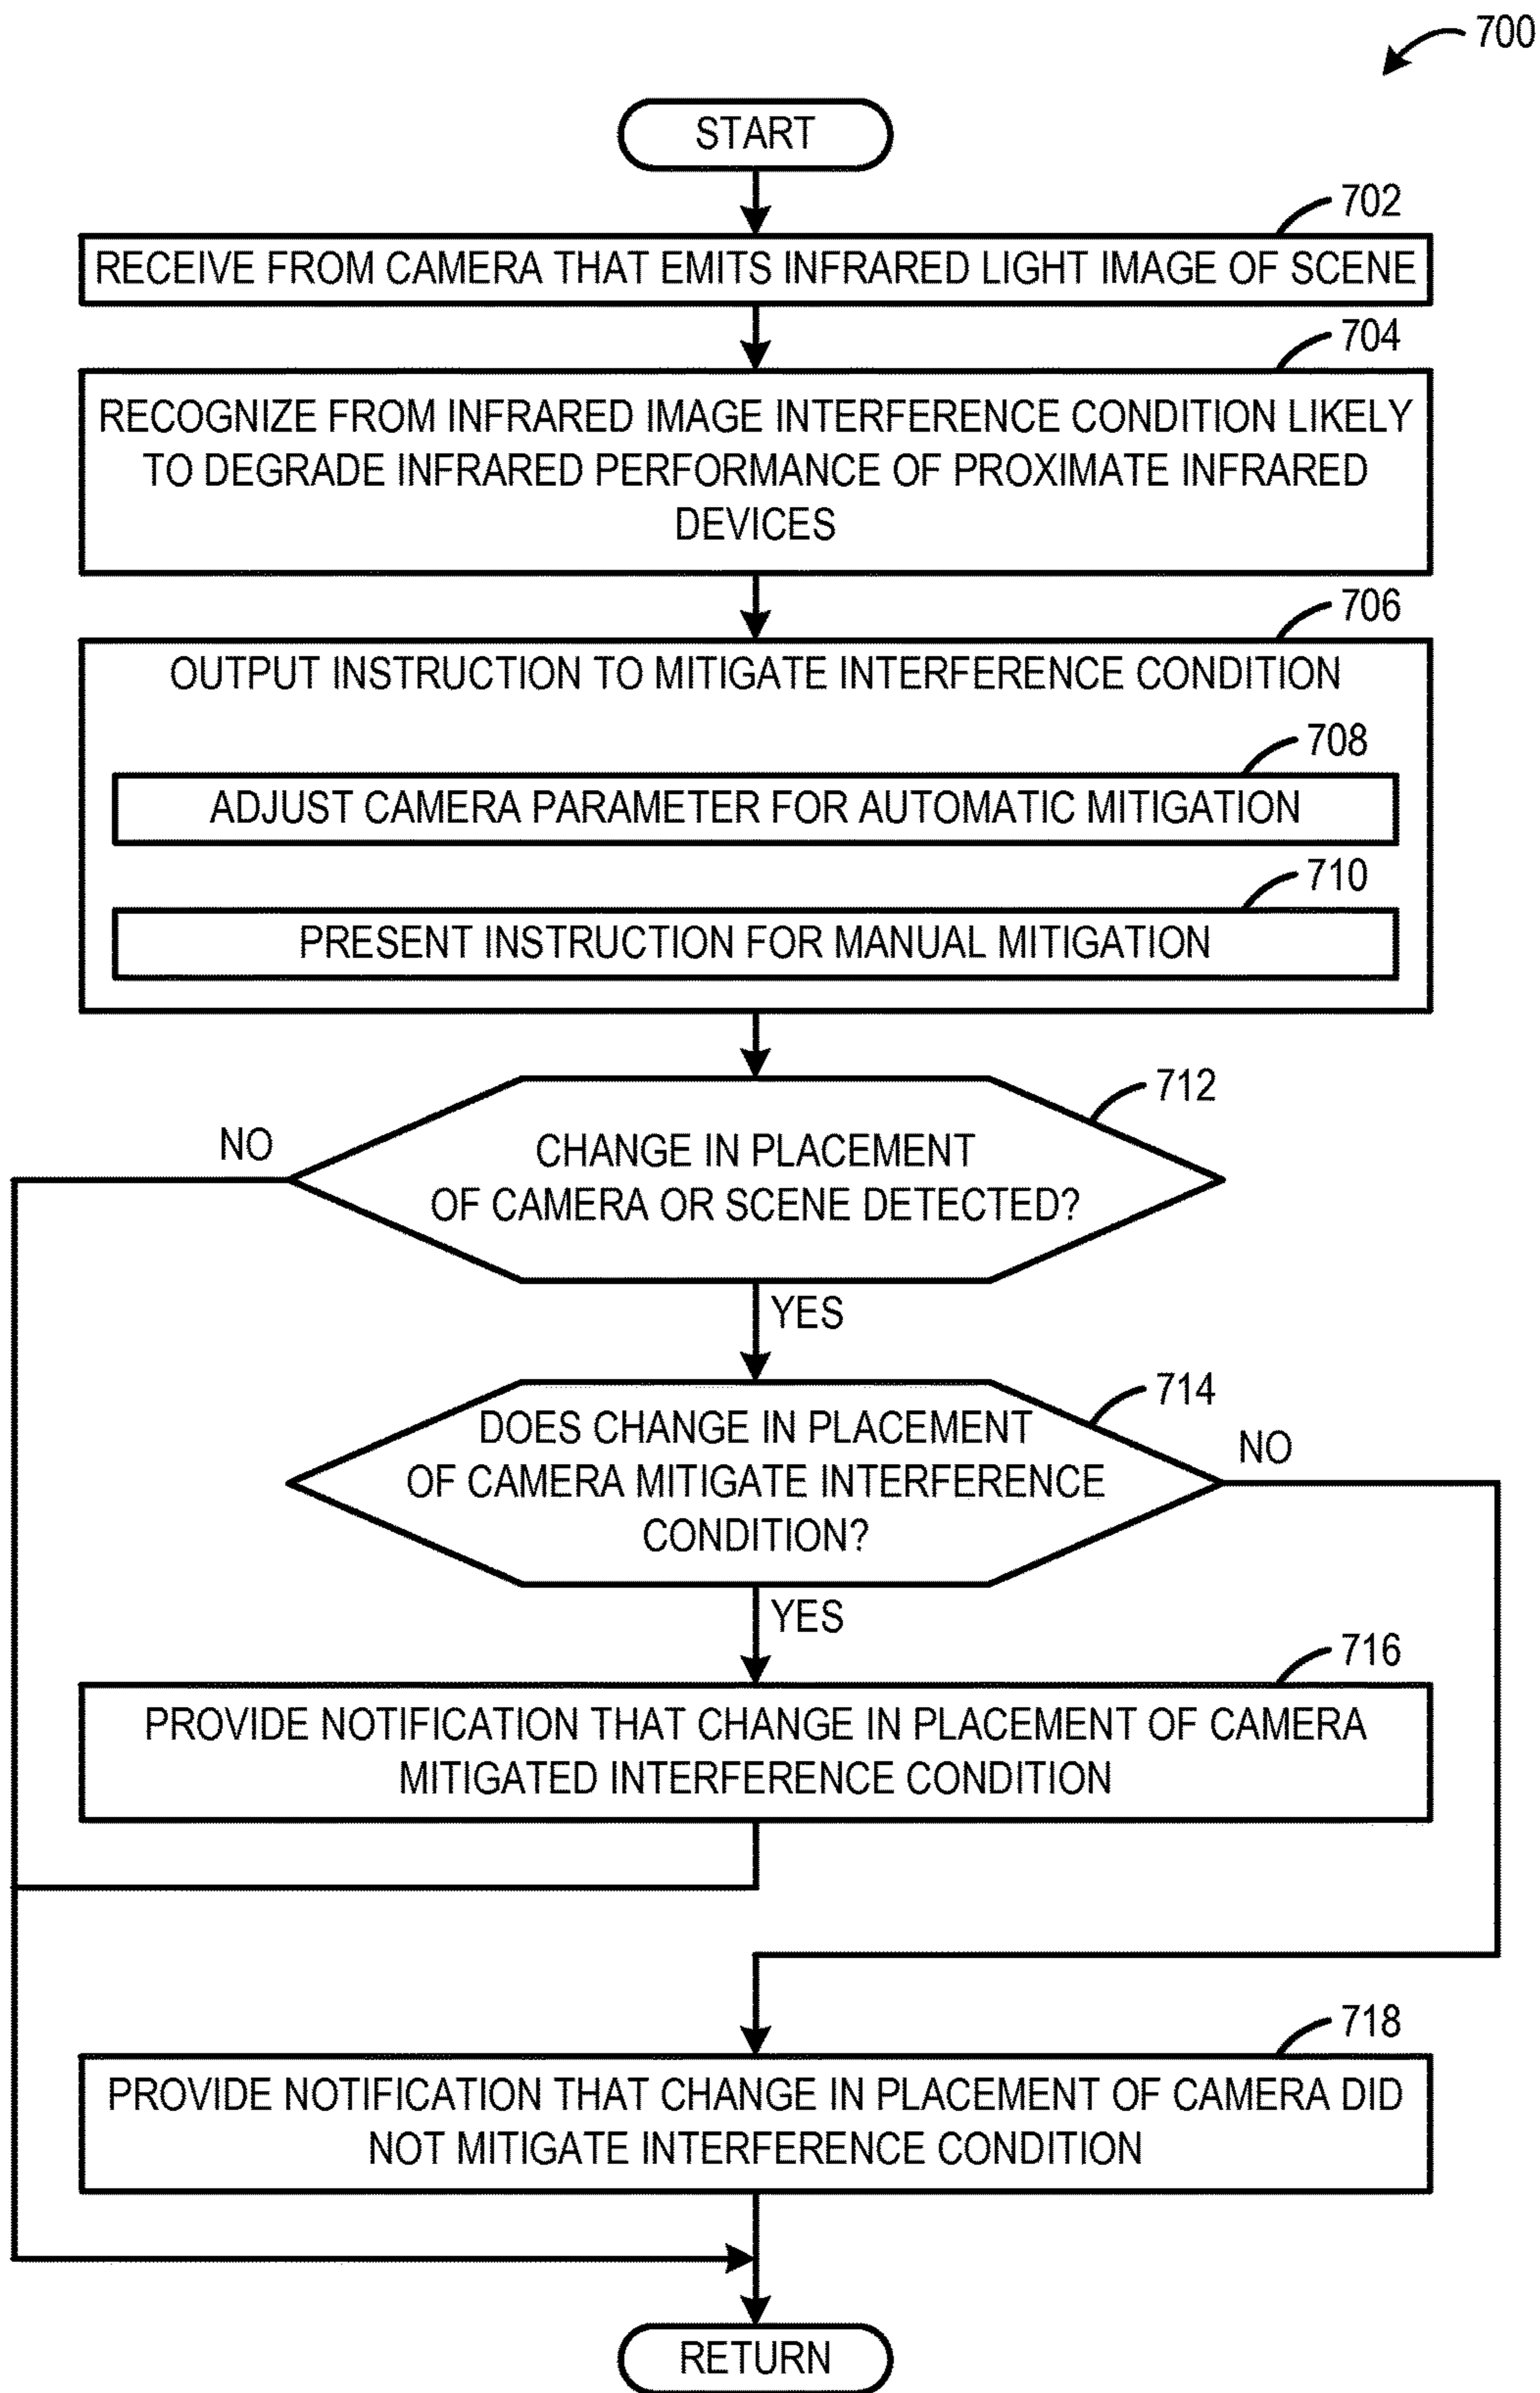 700
START
702
RECEIVE FROM CAMERA THAT EMITS INFRARED LIGHT IMAGE OF SCENE
704
RECOGNIZE FROM INFRARED IMAGE INTERFERENCE CONDITION LIKELY
TO DEGRADE INFRARED PERFORMANCE OF PROXIMATE INFRARED
DEVICES
706
OUTPUT INSTRUCTION TO MITIGATE INTERFERENCE CONDITION
708
ADJUST CAMERA PARAMETER FOR AUTOMATIC MITIGATION
710
PRESENT INSTRUCTION FOR MANUAL MITIGATION
712
NO
CHANGE IN PLACEMENT
OF CAMERA OR SCENE DETECTED?
YES
714
DOES CHANGE IN PLACEMENT
OF CAMERA MITIGATE INTERFERENCE
CONDITION?
NO
YES
716
PROVIDE NOTIFICATION THAT CHANGE IN PLACEMENT OF CAMERA
MITIGATED INTERFERENCE CONDITION
718
PROVIDE NOTIFICATION THAT CHANGE IN PLACEMENT OF CAMERA DID
NOT MITIGATE INTERFERENCE CONDITION
RETURN